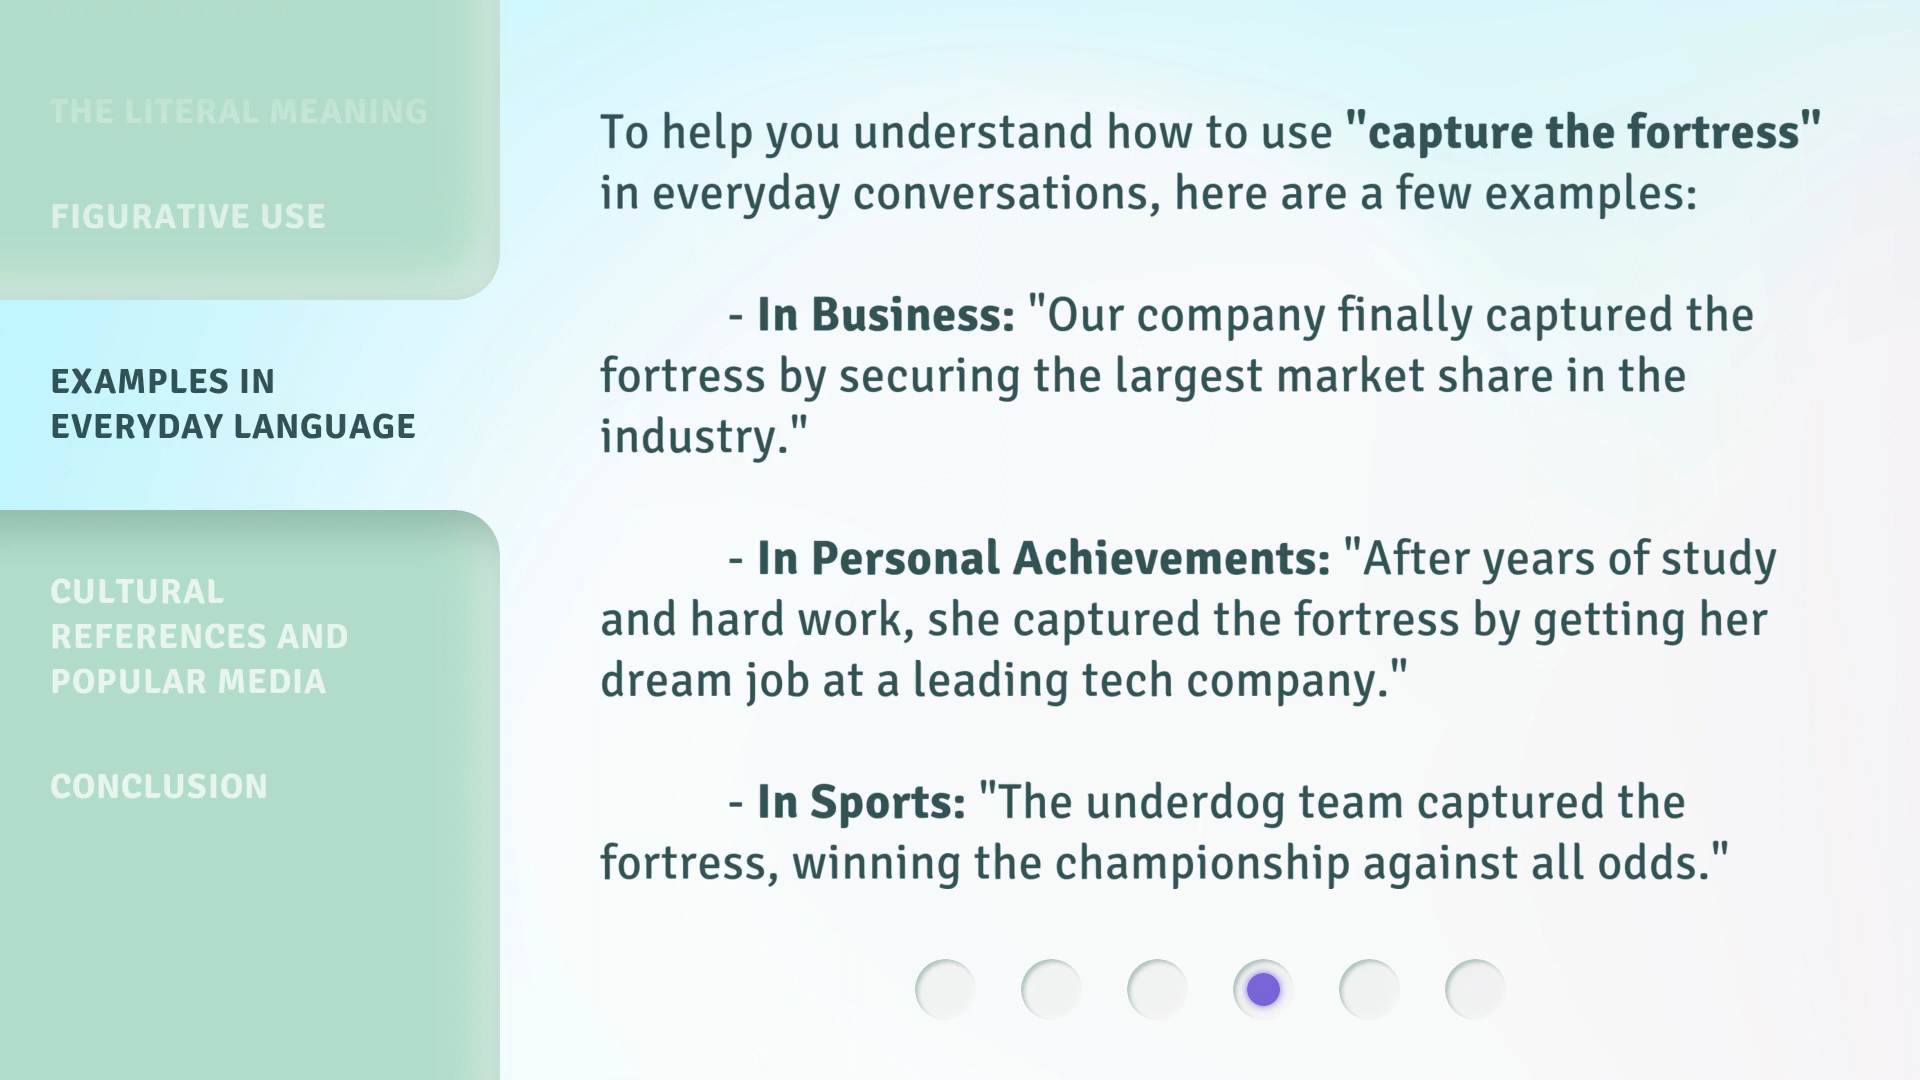 THE LITERAL MEANING
FIGURATIVE USE
EXAMPLES IN
EVERYDAY LANGUAGE
CULTURAL
REFERENCES AND
POPULAR MEDIA
CONCLUSION
To help you understand how to use "capture the fortress"
in everyday conversations, here are a few examples:
- In Business: "Our company finally captured the
fortress by securing the largest market share in the
industry."
- In Personal Achievements: "After years of study
and hard work, she captured the fortress by getting her
dream job at a leading tech company."
- In Sports: "The underdog team captured the
fortress, winning the championship against all odds."